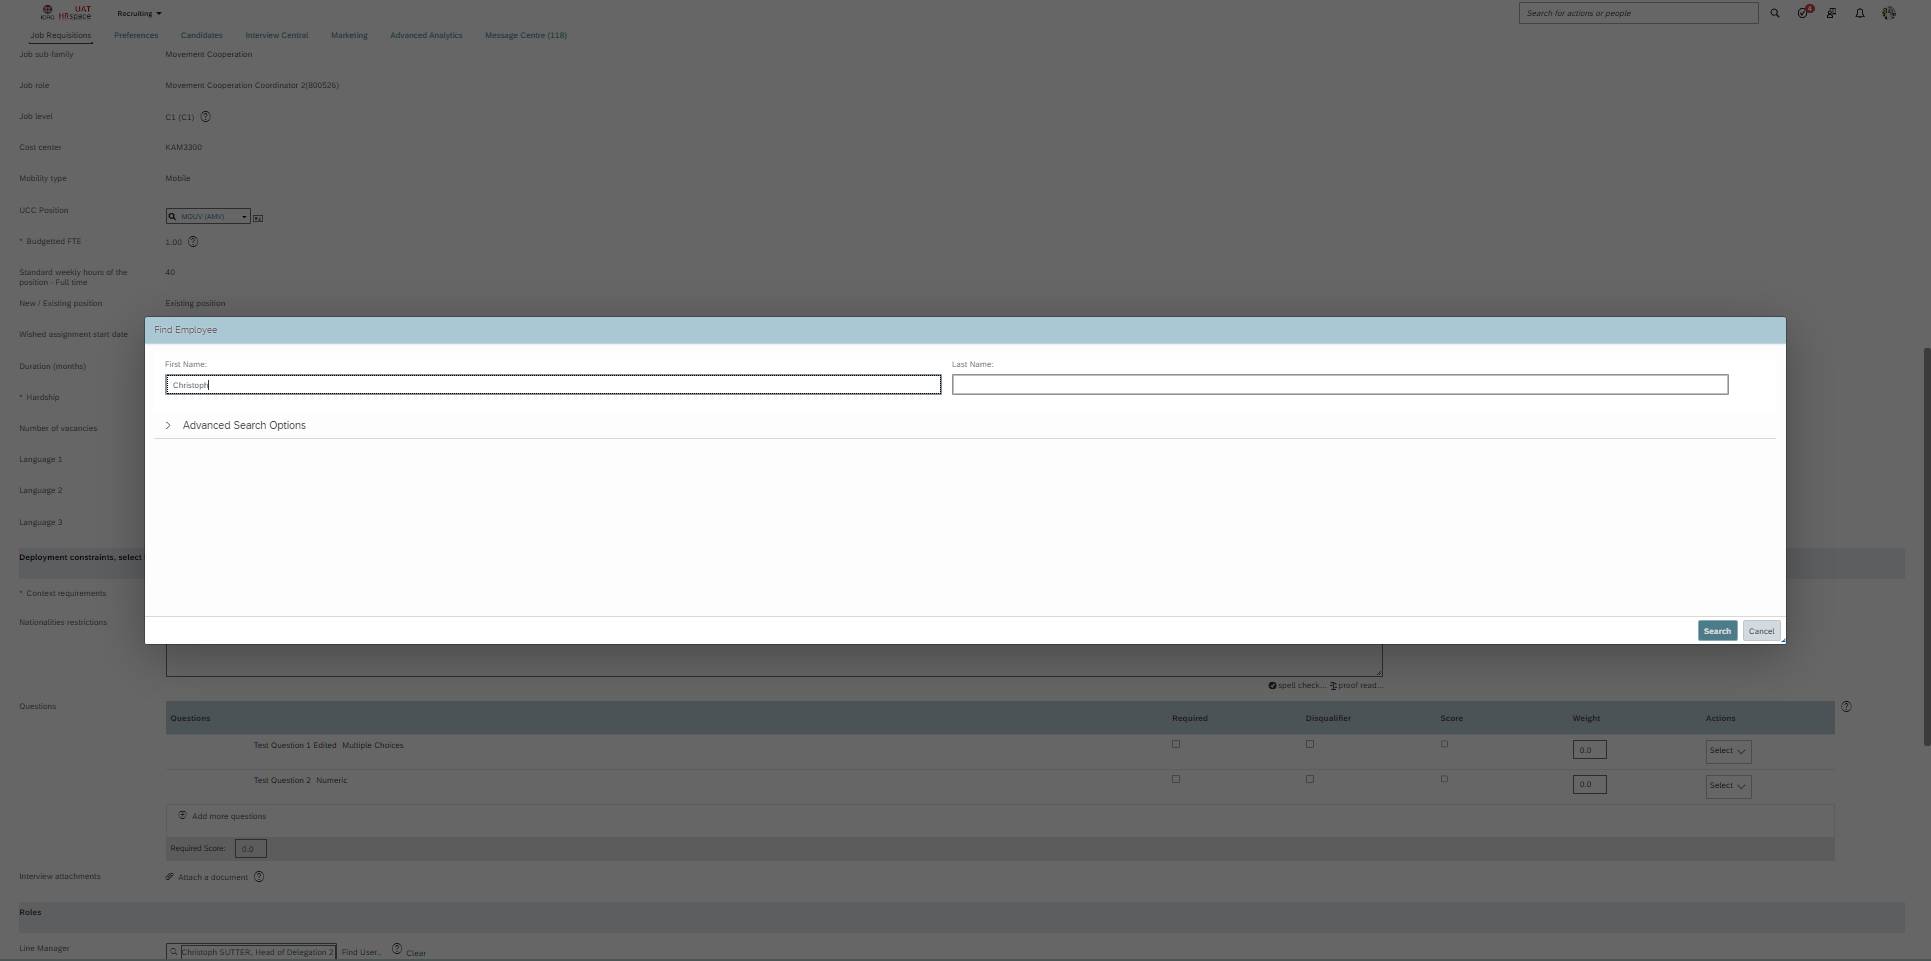 UAT
ICRC HRspace
Recruiting
Search for actions or people
4
Job Requisitions Preferences Candidates Interview Central Marketing Advanced Analytics Message Centre (118)
Job sub-family Movement Cooperation
Job role Movement Cooperation Coordinator 2(800526)
Job level C1 (C1)
Cost center KAM3300
Mobility type Mobile
UCC Position MOUV (AMV)
* Budgetted FTE 1.00
Standard weekly hours of the
position - Full time 40
New / Existing position Existing position
Wished assignment start date
Duration (months)
* Hardship
Number of vacancies
Language 1
Language 2
Language 3
Deployment constraints, select
* Context requirements
Nationalities restrictions
Find Employee
First Name: Last Name:
Christoph
Advanced Search Options
Search Cancel
spell check... proof read...
Questions
Questions Required Disqualifier Score Weight Actions
Test Question 1 Edited Multiple Choices 0.0 Select
Test Question 2 Numeric 0.0 Select
Add more questions
Required Score: 0.0
Interview attachments Attach a document
Roles
Line Manager Christoph SUTTER, Head of Delegation 2 Find User... Clear